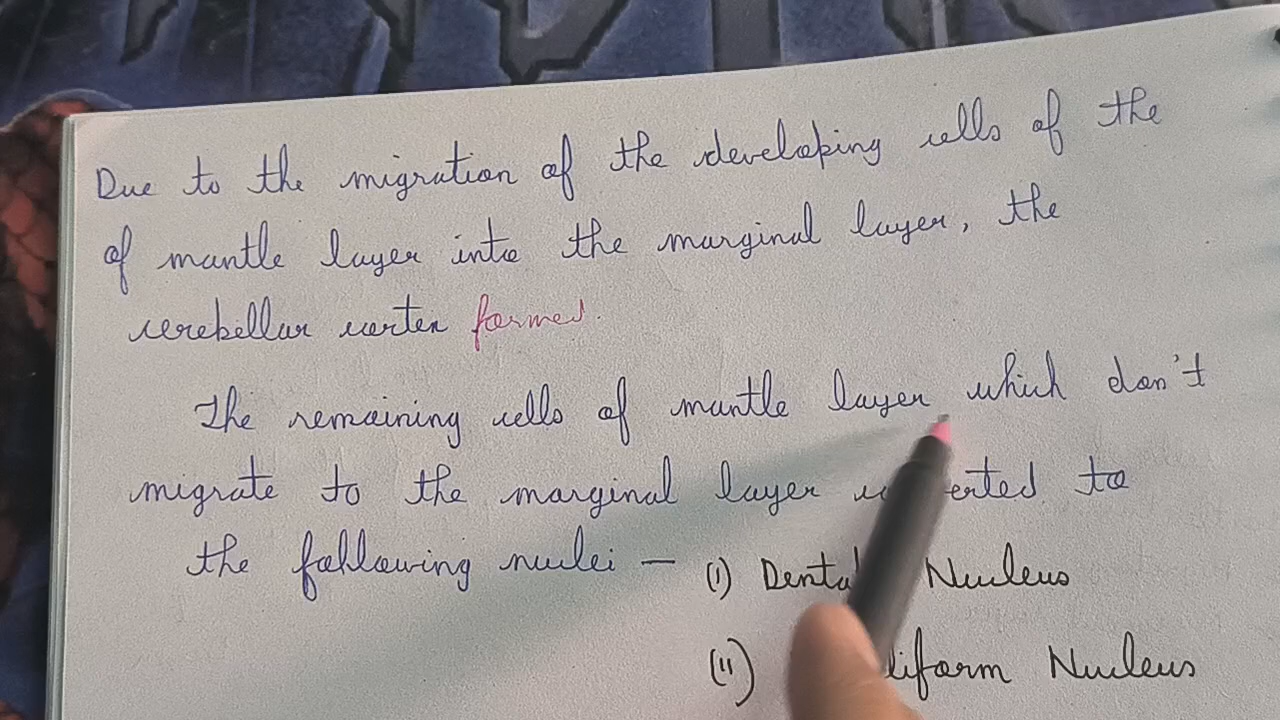 Due to the migration of the developing cells of the
of mantle layer into the marginal layer, the
cerebellar cortex formed.
The remaining cells of mantle layer which don't
migrate to the marginal layer
to
the following nuclei — (i) Nucleus
(ii) Nucleus